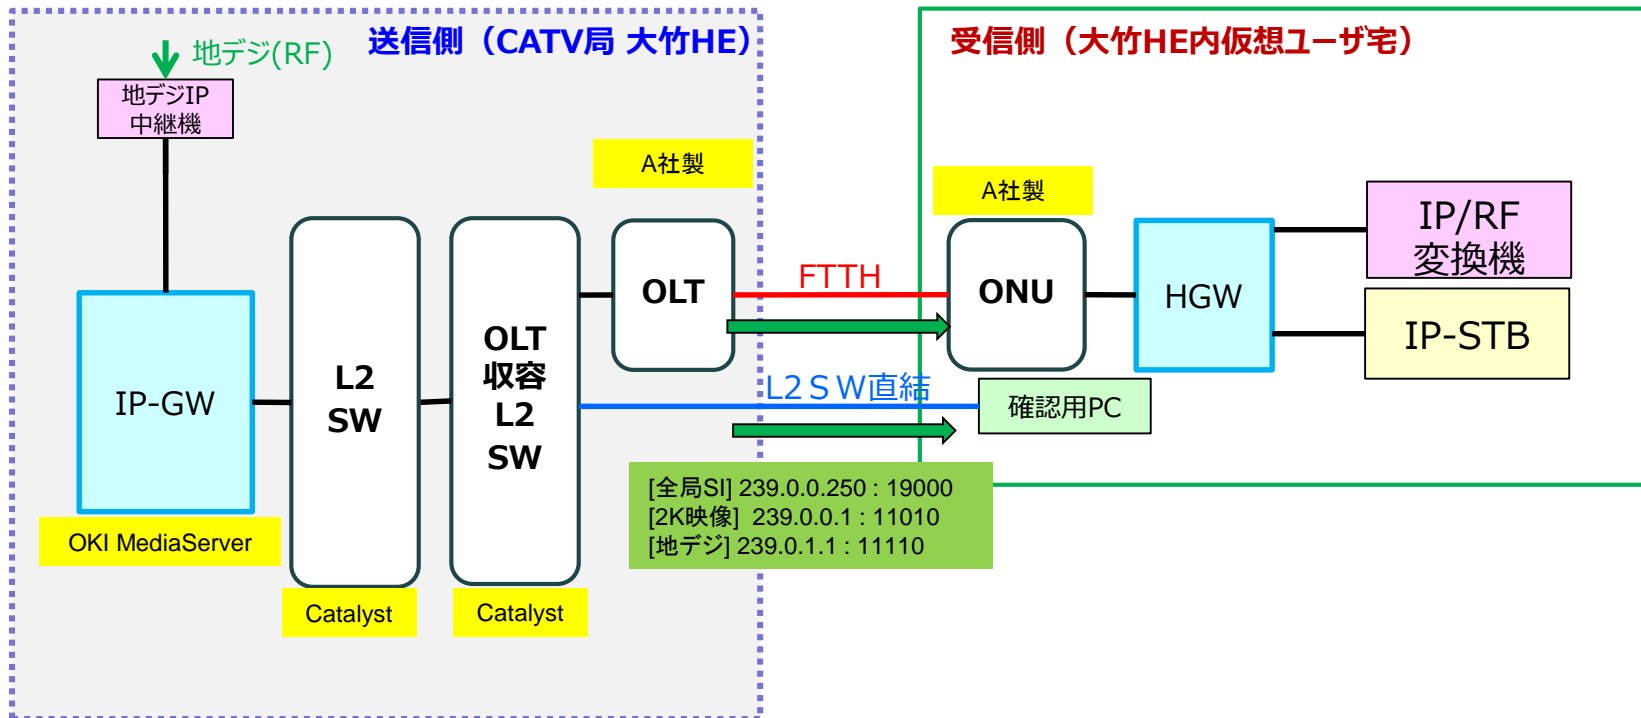 送信側（CATV局 大竹HE）
受信側（大竹HE内仮想ユーザ宅）
地デジ(RF)
地デジIP
中継機
A社製
A社製
IP/RF
変換機
FTTH
OLT
ONU
HGW
OLT
収容
L2
SW
IP-STB
L2
SW
IP-GW
L2ＳＷ直結
確認用PC
[全局SI] 239.0.0.250 : 19000
[2K映像] 239.0.0.1 : 11010
[地デジ] 239.0.1.1 : 11110
OKI MediaServer
Catalyst
Catalyst